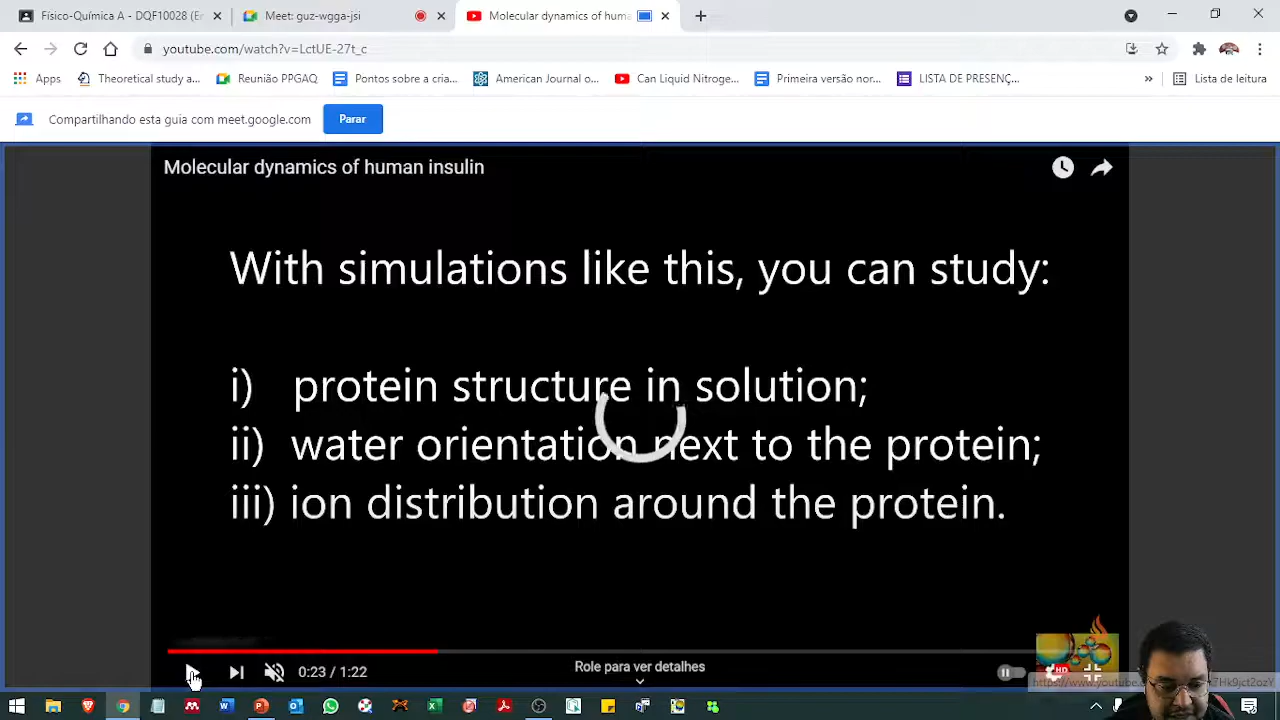 Físico-Química - DQF10028 (Er
Meet: guz-wgga-jsi
Molecular dynamics of huma
youtube.com/watch?v=LctUE-27t_c
Apps
Theoretical study a...
Reunião PPGAQ
Pontos sobre a cria...
American Journal o...
Can Liquid Nitroge...
Primeira versão nor...
LISTA DE PRESENÇ...
»
Lista de leitura
Compartilhando esta guia com meet.google.com
Parar
Molecular dynamics of human insulin
With simulations like this, you can study:
i) protein structure in solution;
ii) water orientation next to the protein;
iii) ion distribution around the protein.
0:23 / 1:22
Role para ver detalhes
HD